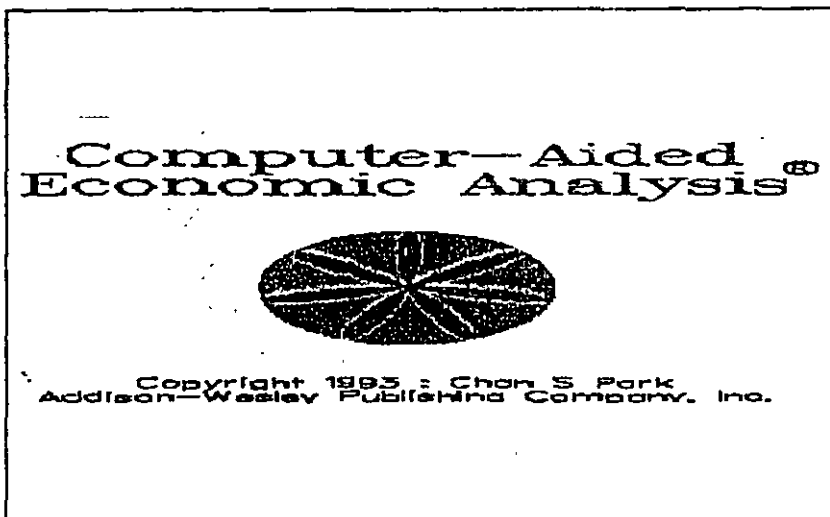 Computer-Aided
Economic Analysis®
Copyright 1993 : Chan S Park
Addison-Wesley Publishing Company, Inc.